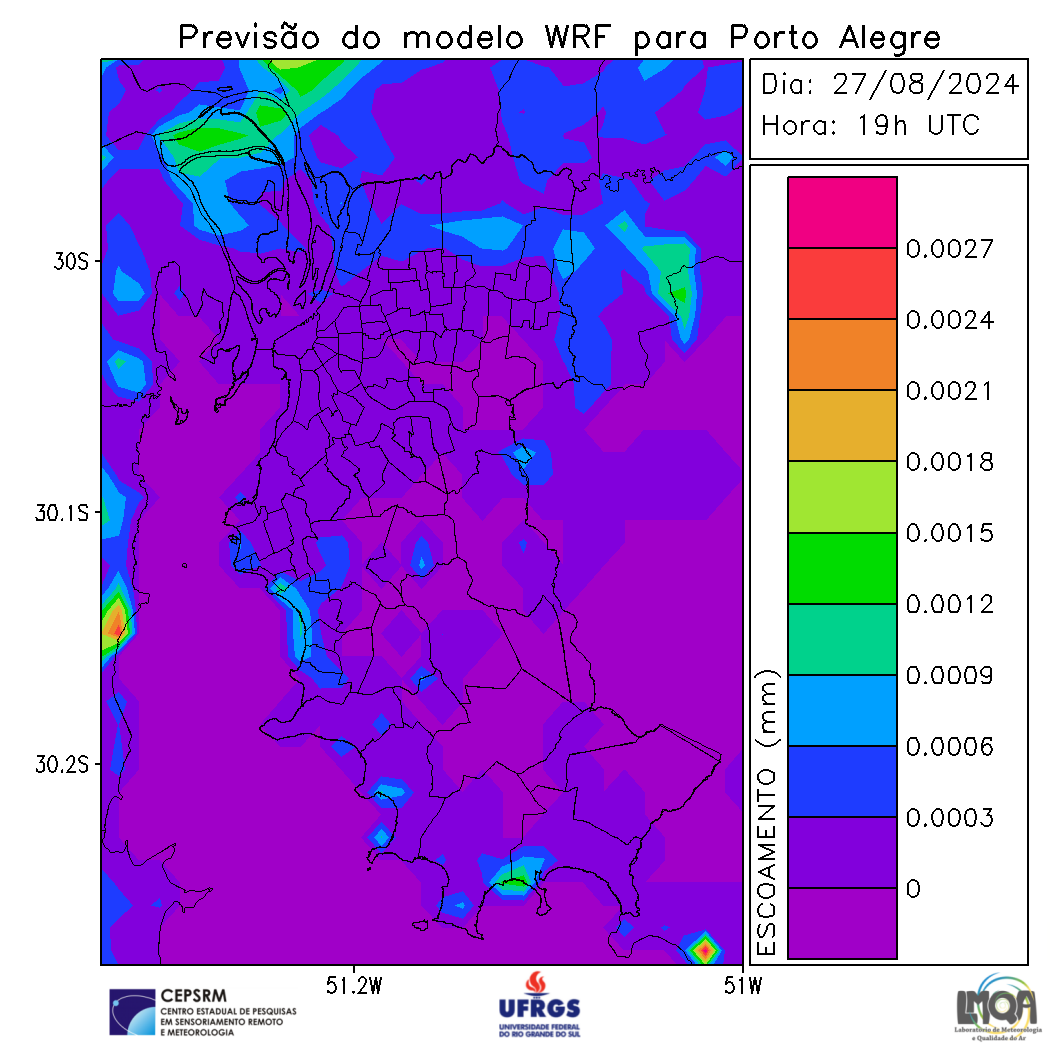 Previsão do modelo WRF para Porto Alegre
Dia: 27/08/2024
Hora: 19h UTC
30S
30.1S
30.2S
51.2W
51W
0.0027
0.0024
0.0021
0.0018
0.0015
0.0012
0.0009
0.0006
0.0003
0
ESCOAMENTO (mm)
CEPSRM
CENTRO ESTADUAL DE PESQUISAS
EM SENSORIAMENTO REMOTO
E METEOROLOGIA
UFRGS
UNIVERSIDADE FEDERAL
DO RIO GRANDE DO SUL
LMQA
Laboratório de Meteorologia
e Qualidade do Ar